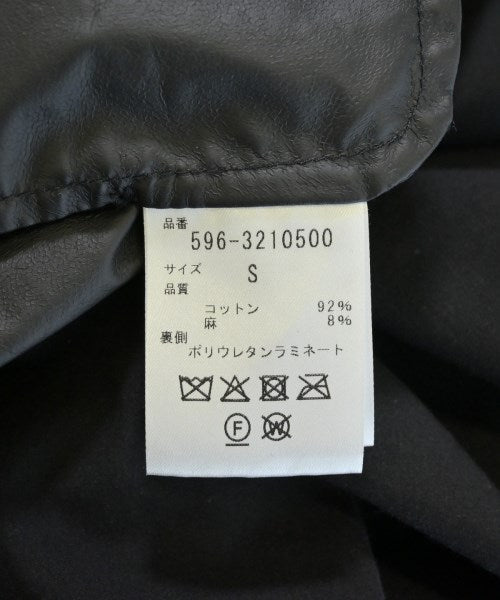 品番
596-3210500
サイズ S
品質
コットン 92%
麻 8%
裏側
ポリウレタンラミネート
F W